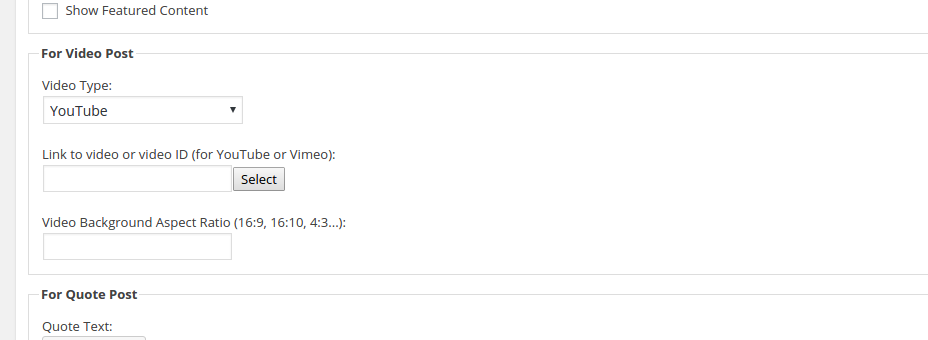 Show Featured Content
For Video Post
Video Type:
YouTube
Link to video or video ID (for YouTube or Vimeo):
Select
Video Background Aspect Ratio (16:9, 16:10, 4:3...):
For Quote Post
Quote Text: